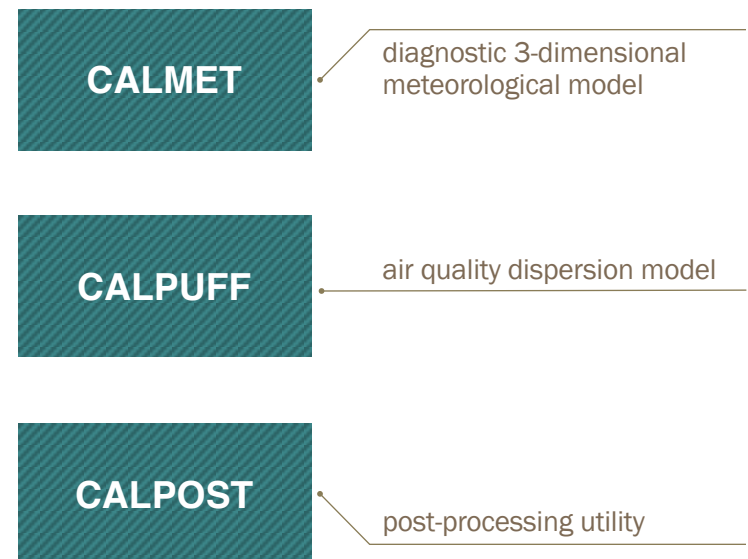 CALMET
diagnostic 3-dimensional
meteorological model
CALPUFF
air quality dispersion model
CALPOST
post-processing utility